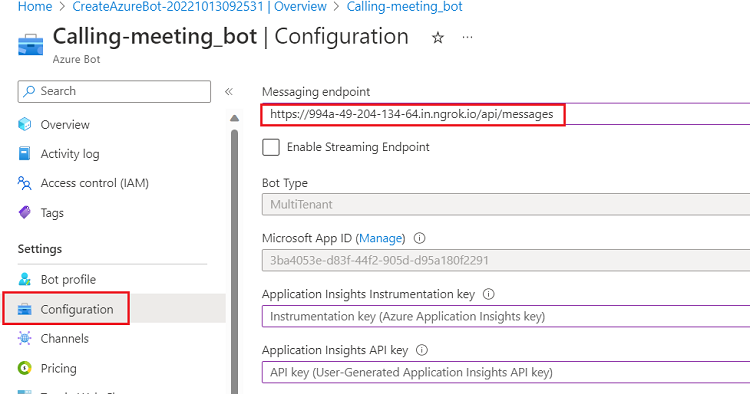 Home > CreateAzureBot-20221013092531 | Overview > Calling-meeting_bot
Calling-meeting_bot | Configuration
Azure Bot
Search
Overview
Activity log
Access control (IAM)
Tags
Settings
Bot profile
Configuration
Channels
Pricing
Messaging endpoint
https://994a-49-204-134-64.in.ngrok.io/api/messages
Enable Streaming Endpoint
Bot Type
MultiTenant
Microsoft App ID (Manage)
3ba4053e-d83f-44f2-905d-d95a180f2291
Application Insights Instrumentation key
Instrumentation key (Azure Application Insights key)
Application Insights API key
API key (User-Generated Application Insights API key)